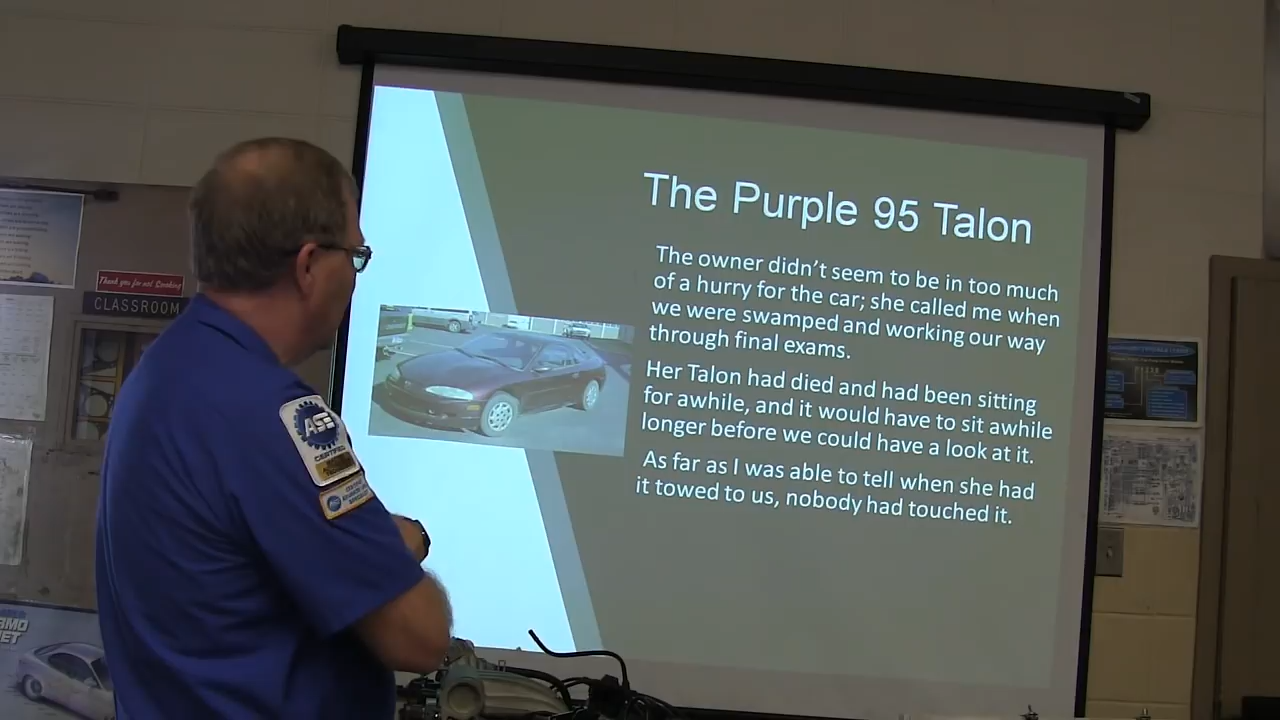 The Purple 95 Talon
The owner didn't seem to be in too much
of a hurry for the car; she called me when
we were swamped and working our way
through final exams.
Her Talon had died and had been sitting
for awhile, and it would have to sit awhile
longer before we could have a look at it.
As far as I was able to tell when she had
it towed to us, nobody had touched it.
Thank you for not Smoking
CLASSROOM
ASE
CERTIFIED